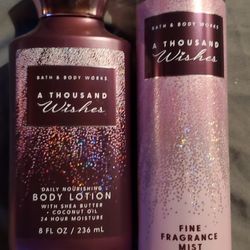 BATH & BODY WORKS
A THOUSAND
Wishes
DAILY NOURISHING
BODY LOTION
WITH SHEA BUTTER
+ COCONUT OIL
24 HOUR MOISTURE
8 FL OZ / 236 mL
BATH & BODY WORKS
A THOUSAND
Wishes
FINE
FRAGRANCE
MIST